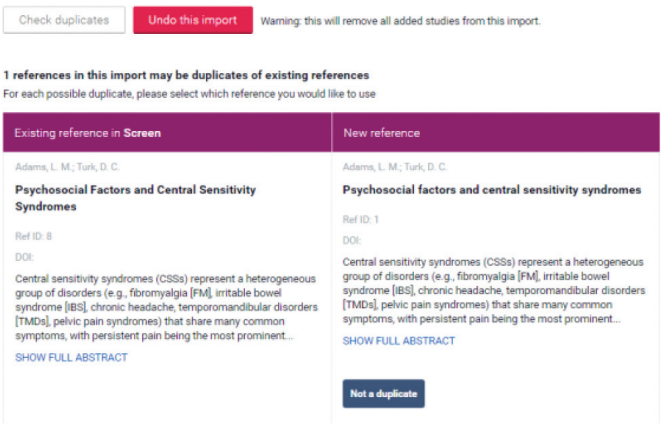 Check duplicates
Undo this import
Warning: this will remove all added studies from this import.
1 references in this import may be duplicates of existing references
For each possible duplicate, please select which reference you would like to use
Existing reference in Screen
New reference
Adams, L. M.; Turk, D. C.
Psychosocial Factors and Central Sensitivity
Syndromes
Ref ID: 8
DOI:
Central sensitivity syndromes (CSSs) represent a heterogeneous
group of disorders (e.g., fibromyalgia [FM], irritable bowel
syndrome [IBS], chronic headache, temporomandibular disorders
[TMDs], pelvic pain syndromes) that share many common
symptoms, with persistent pain being the most prominent...
SHOW FULL ABSTRACT
Adams, L. M.; Turk, D. C.
Psychosocial factors and central sensitivity syndromes
Ref ID: 1
DOI:
Central sensitivity syndromes (CSSs) represent a heterogeneous
group of disorders (e.g., fibromyalgia [FM], irritable bowel
syndrome [IBS], chronic headache, temporomandibular disorders
[TMDs], pelvic pain syndromes) that share many common
symptoms, with persistent pain being the most prominent...
SHOW FULL ABSTRACT
Not a duplicate